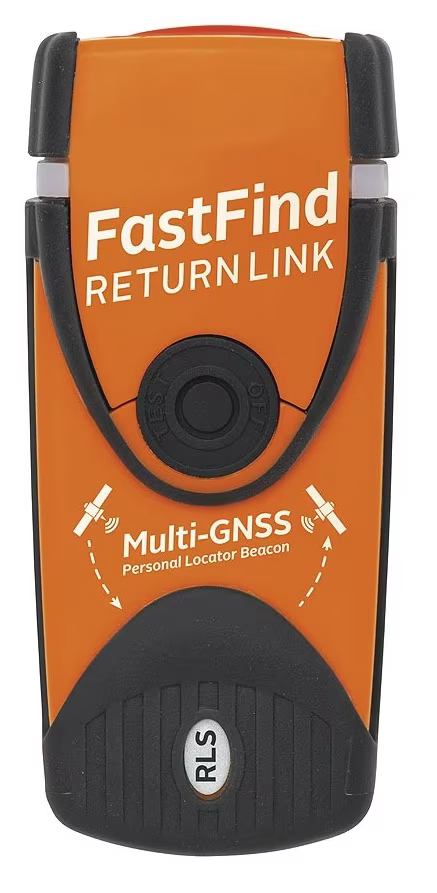 FastFind
RETURN LINK
TEST OFF
Multi-GNSS
Personal Locator Beacon
RLS